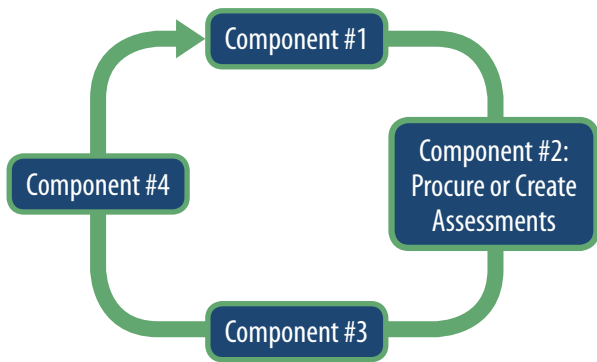 Component #1
Component #2:
Procure or Create
Assessments
Component #4
Component #3